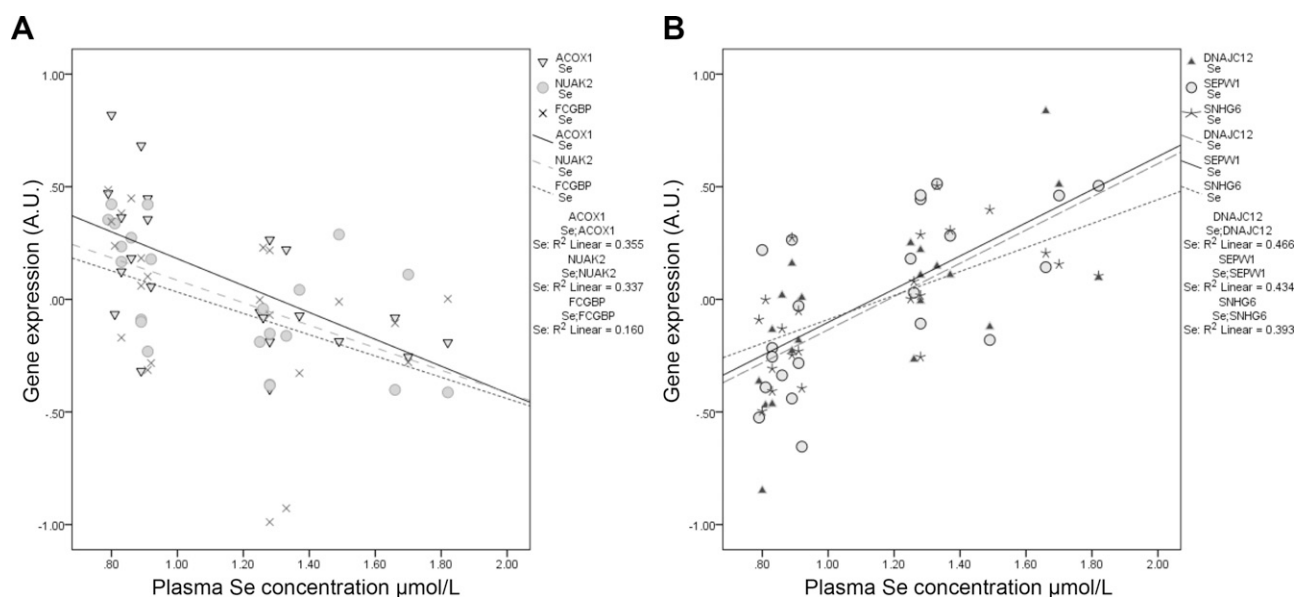 A
Gene expression (A.U.)
1.00
.50
.00
-.50
-1.00
.80
1.00
1.20
1.40
1.60
1.80
2.00
Plasma Se concentration µmol/L
ACOX1
Se
NUAK2
Se
FCGBP
Se
ACOX1
Se
NUAK2
Se
FCGBP
Se
ACOX1
Se;ACOX1
Se: R² Linear = 0.355
NUAK2
Se;NUAK2
Se: R² Linear = 0.337
FCGBP
Se;FCGBP
Se: R² Linear = 0.160
B
Gene expression (A.U.)
1.00
.50
.00
-.50
-1.00
.80
1.00
1.20
1.40
1.60
1.80
2.00
Plasma Se concentration µmol/L
DNAJC12
Se
SEPW1
Se
SNHG6
Se
DNAJC12
Se
SEPW1
Se
SNHG6
Se
DNAJC12
Se;DNAJC12
Se: R² Linear = 0.466
SEPW1
Se;SEPW1
Se: R² Linear = 0.434
SNHG6
Se;SNHG6
Se: R² Linear = 0.393